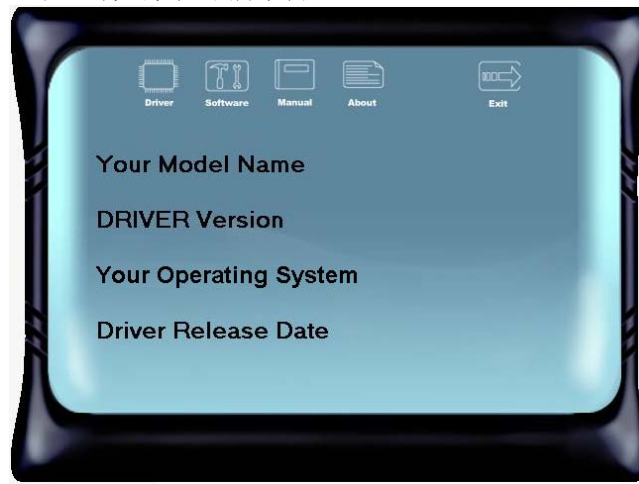 Driver Software Manual About Exit
Your Model Name
DRIVER Version
Your Operating System
Driver Release Date